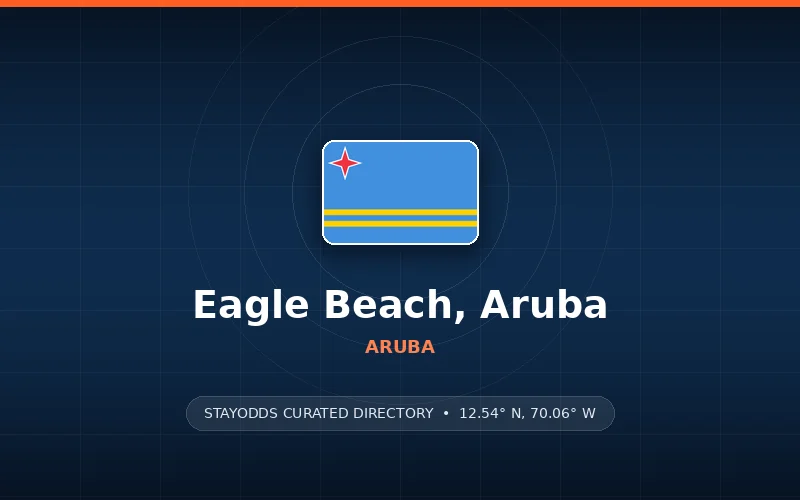 Eagle Beach, Aruba
ARUBA
STAYODDS CURATED DIRECTORY • 12.54° N, 70.06° W